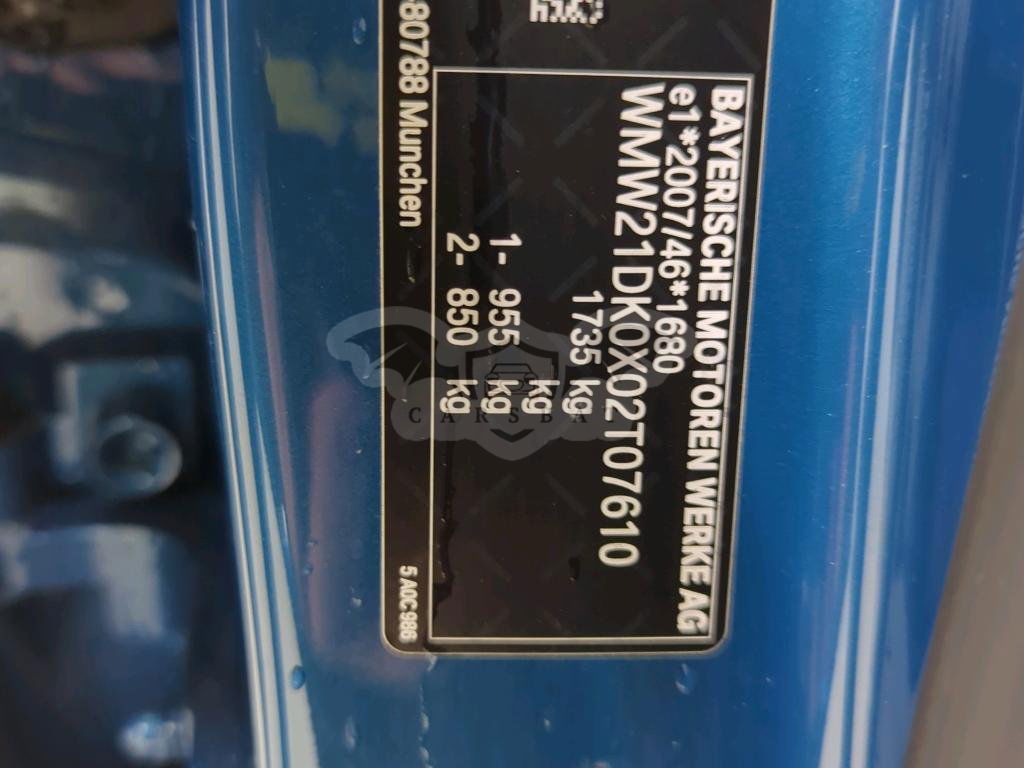 BAYERISCHE MOTOREN WERKE AG
e1*2007/46*1680
WMW21DK0X02T07610
1735 kg
kg
1- 955 kg
2- 850 kg
80788 Munchen
5A0C986
CARSBA